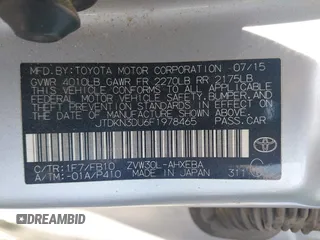 MFD.BY:TOYOTA MOTOR CORPORATION -07/15
GVWR 4010LB GAWR FR 2270LB RR 2175LB
THIS VEHICLE CONFORMS TO ALL APPLICABLE
FEDERAL MOTOR VEHICLE SAFETY AND
THEFT PREVENTION STANDARDS IN EFFECT ON
THE DATE OF MANUFACTURE SHOWN ABOVE.
JTDKN3DU6F1978465 PASS.CAR
C/TR:1F7/FB10 ZVW30L-AHXEBA
A/TM:-01A/P410 MADE IN JAPAN 311